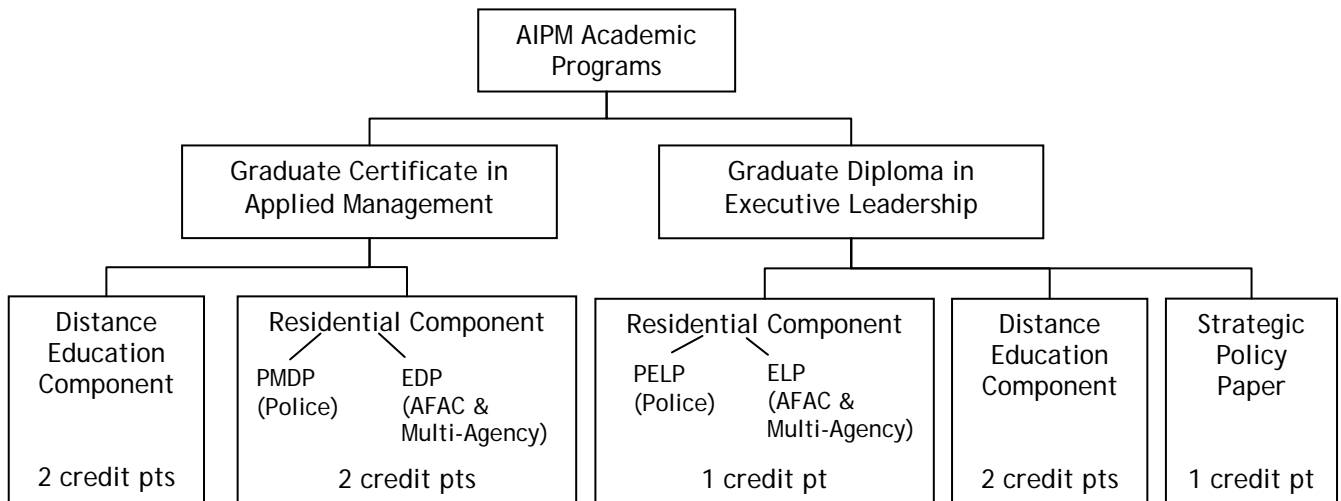 AIPM Academic
Programs
Graduate Certificate in
Applied Management
Graduate Diploma in
Executive Leadership
Distance
Education
Component
2 credit pts
Residential Component
PMDP
(Police)
EDP
(AFAC &
Multi-Agency)
2 credit pts
Residential Component
PELP
(Police)
ELP
(AFAC &
Multi-Agency)
1 credit pt
Distance
Education
Component
2 credit pts
Strategic
Policy
Paper
1 credit pt